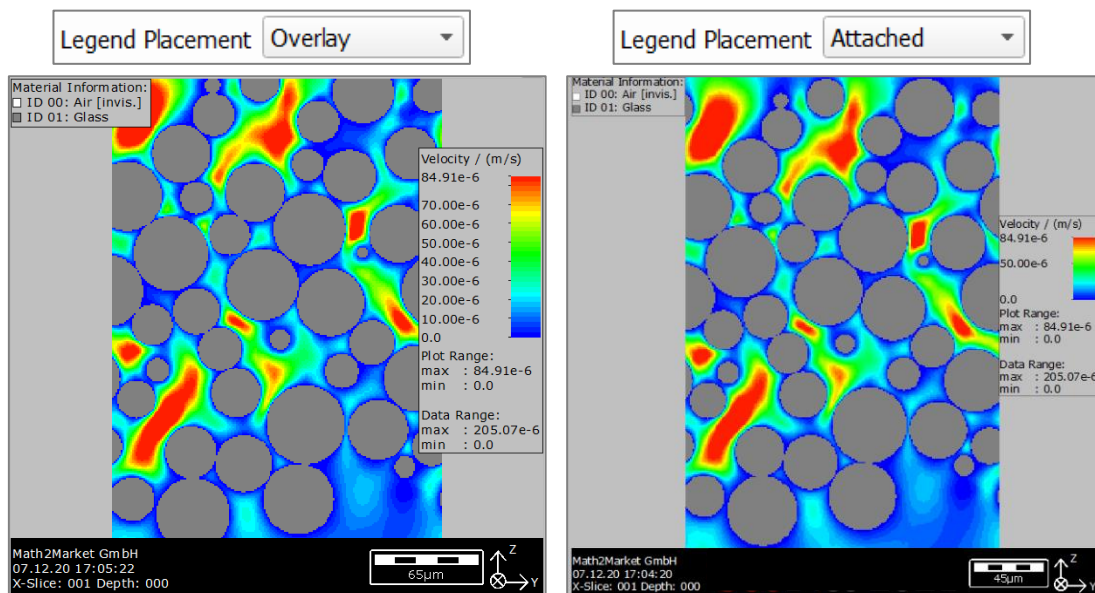 Legend Placement Overlay
Material Information:
ID 00: Air [invis.]
ID 01: Glass
Velocity / (m/s)
84.91e-6
70.00e-6
60.00e-6
50.00e-6
40.00e-6
30.00e-6
20.00e-6
10.00e-6
0.0
Plot Range:
max : 84.91e-6
min : 0.0
Data Range:
max : 205.07e-6
min : 0.0
Math2Market GmbH
07.12.20 17:05:22
X-Slice: 001 Depth: 000
65µm
Z
Y
Legend Placement Attached
Material Information:
ID 00: Air [invis.]
ID 01: Glass
Velocity / (m/s)
84.91e-6
50.00e-6
0.0
Plot Range:
max : 84.91e-6
min : 0.0
Data Range:
max : 205.07e-6
min : 0.0
Math2Market GmbH
07.12.20 17:04:20
X-Slice: 001 Depth: 000
45µm
Z
Y